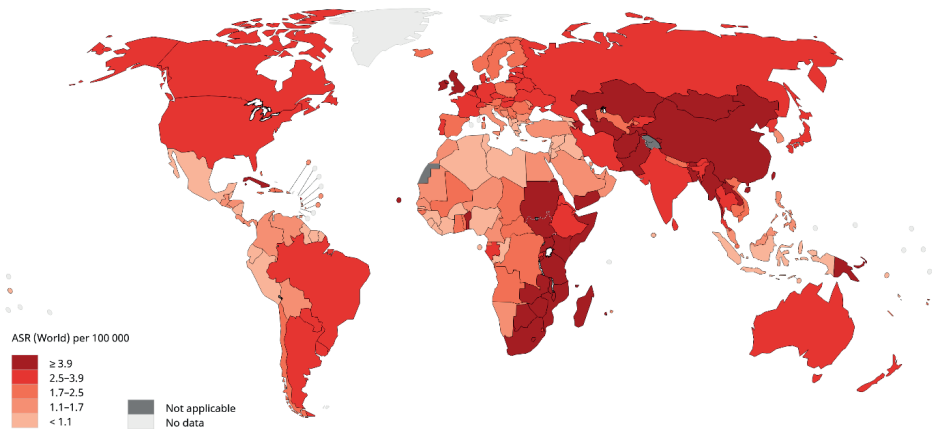 ASR (World) per 100 000
≥ 3.9
2.5–3.9
1.7–2.5
1.1–1.7
< 1.1
Not applicable
No data